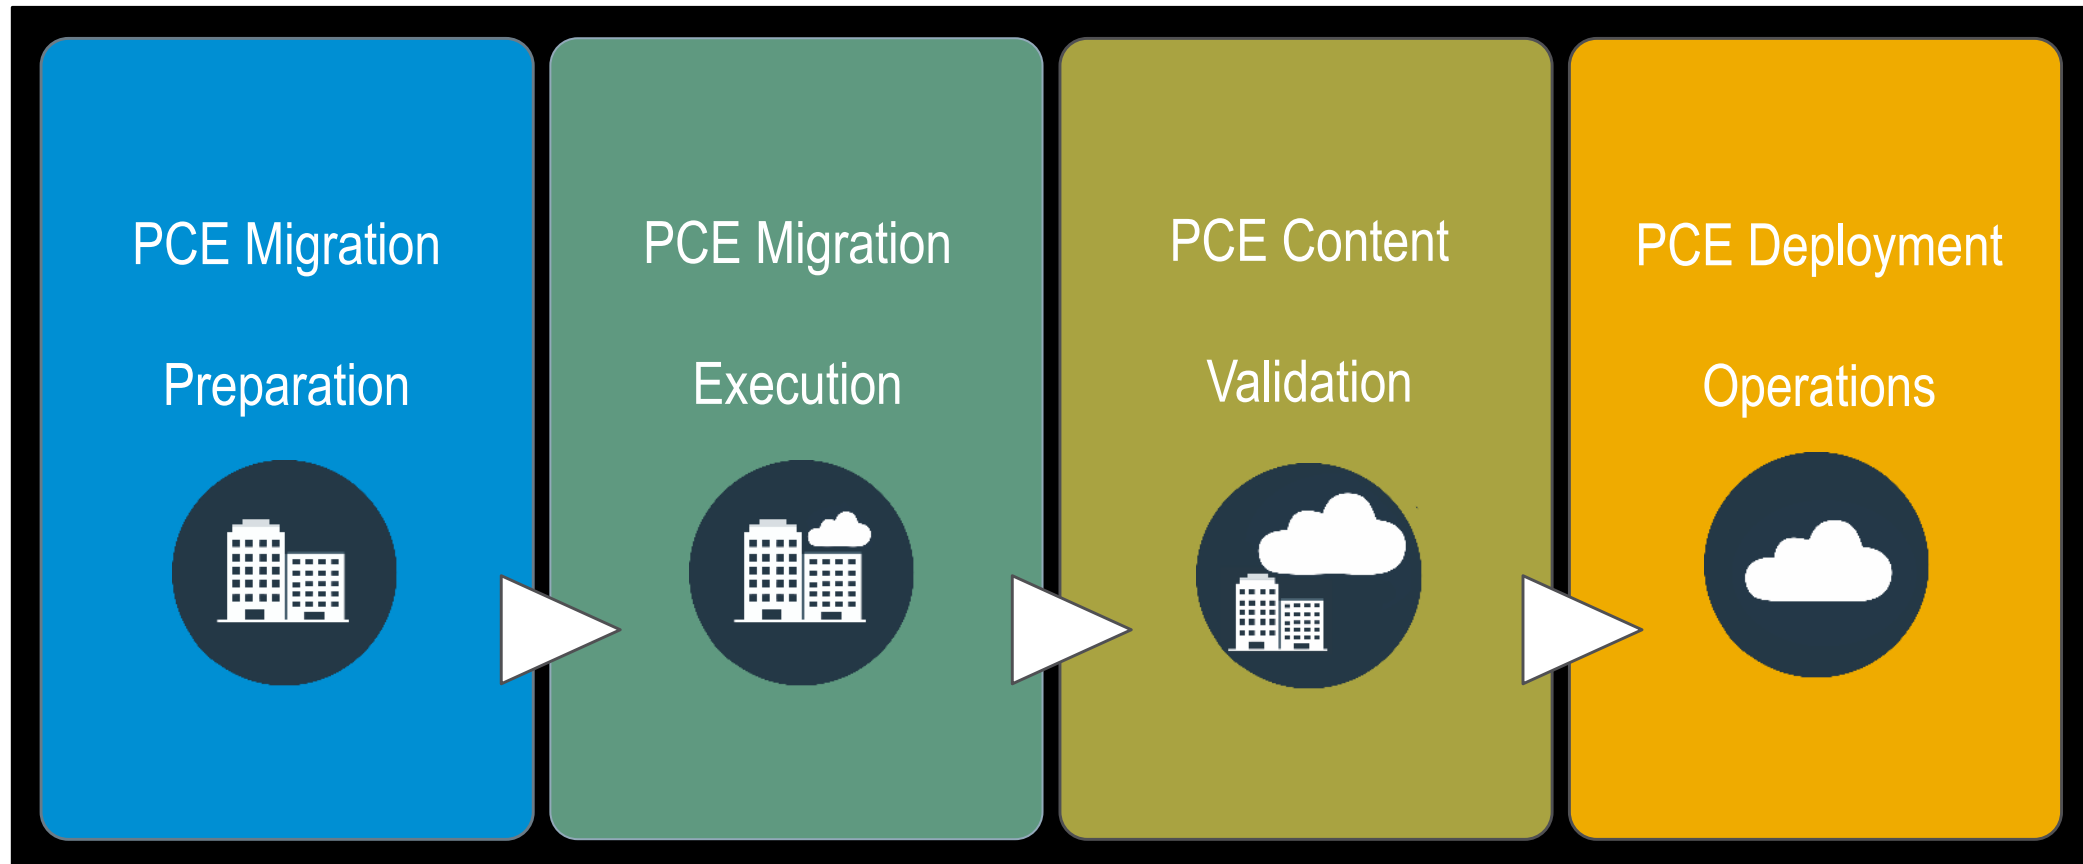 PCE Migration
Preparation
PCE Migration
Execution
PCE Content
Validation
PCE Deployment
Operations